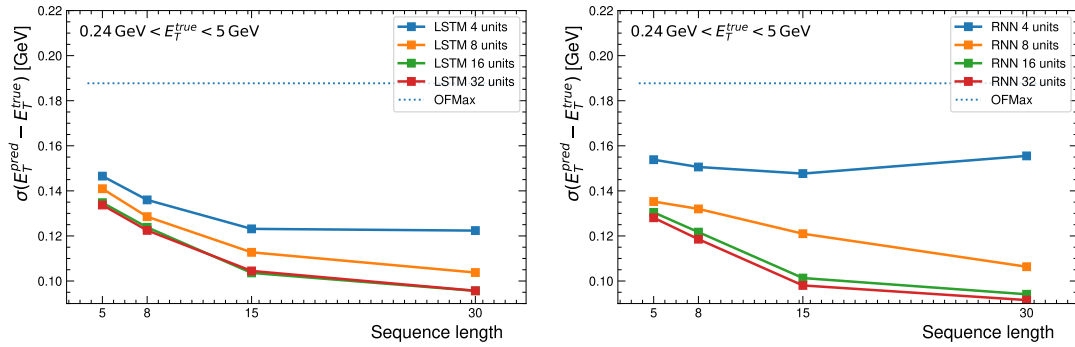 0.22
0.20
0.18
0.16
0.14
0.12
0.10
σ(E_T^pred − E_T^true) [GeV]
0.24 GeV < E_T^true < 5 GeV
LSTM 4 units
LSTM 8 units
LSTM 16 units
LSTM 32 units
OFMax
5 8 15 30
Sequence length
0.22
0.20
0.18
0.16
0.14
0.12
0.10
σ(E_T^pred − E_T^true) [GeV]
0.24 GeV < E_T^true < 5 GeV
RNN 4 units
RNN 8 units
RNN 16 units
RNN 32 units
OFMax
5 8 15 30
Sequence length